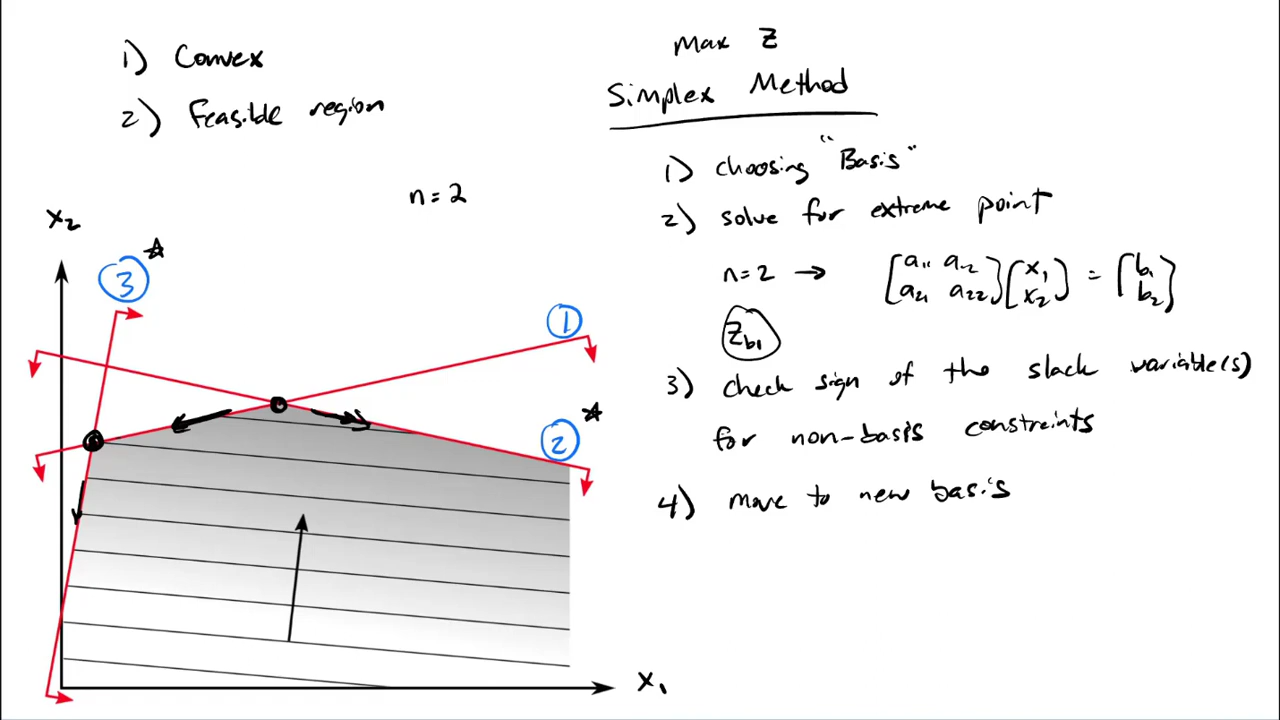 1) Convex
2) Feasible region
n = 2
x₂
3 ☆
1
2 ☆
x₁
Max Z
Simplex Method
1) choosing "Basis"
2) solve for extreme point
n = 2 → [a₁₁ a₁₂ a₂₁ a₂₂] [x₁ x₂] = [b₁ b₂]
Z_b₁
3) check sign of the slack variable(s)
for non-basis constraints
4) move to new basis